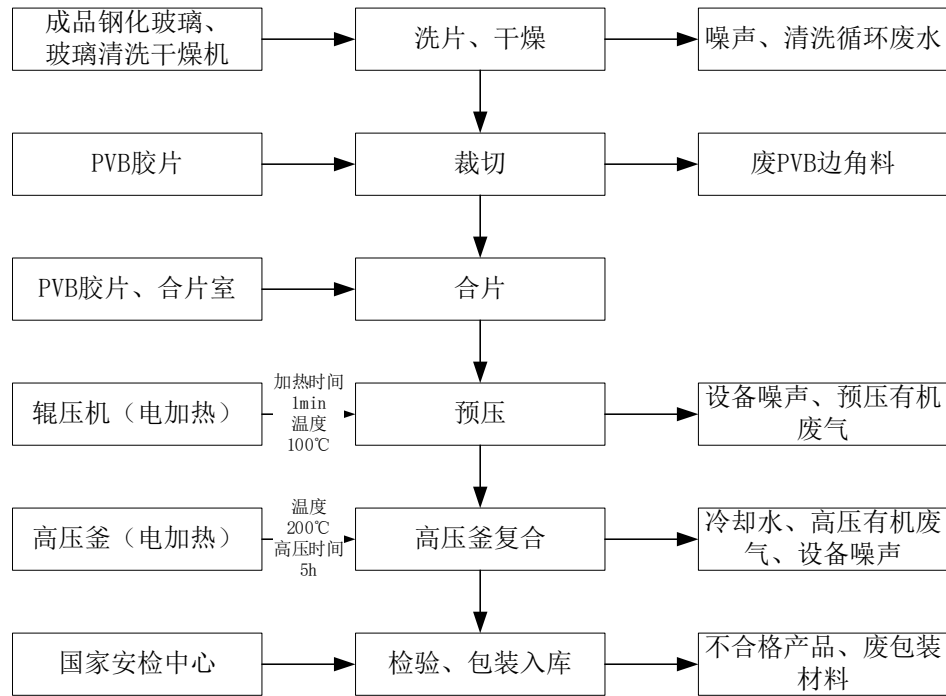 成品钢化玻璃、
玻璃清洗干燥机
洗片、干燥
噪声、清洗循环废水
PVB胶片
裁切
废PVB边角料
PVB胶片、合片室
合片
辊压机（电加热）
加热时间
1min
温度
100℃
预压
设备噪声、预压有机
废气
高压釜（电加热）
温度
200℃
高压时间
5h
高压釜复合
冷却水、高压有机废
气、设备噪声
国家安检中心
检验、包装入库
不合格产品、废包装
材料